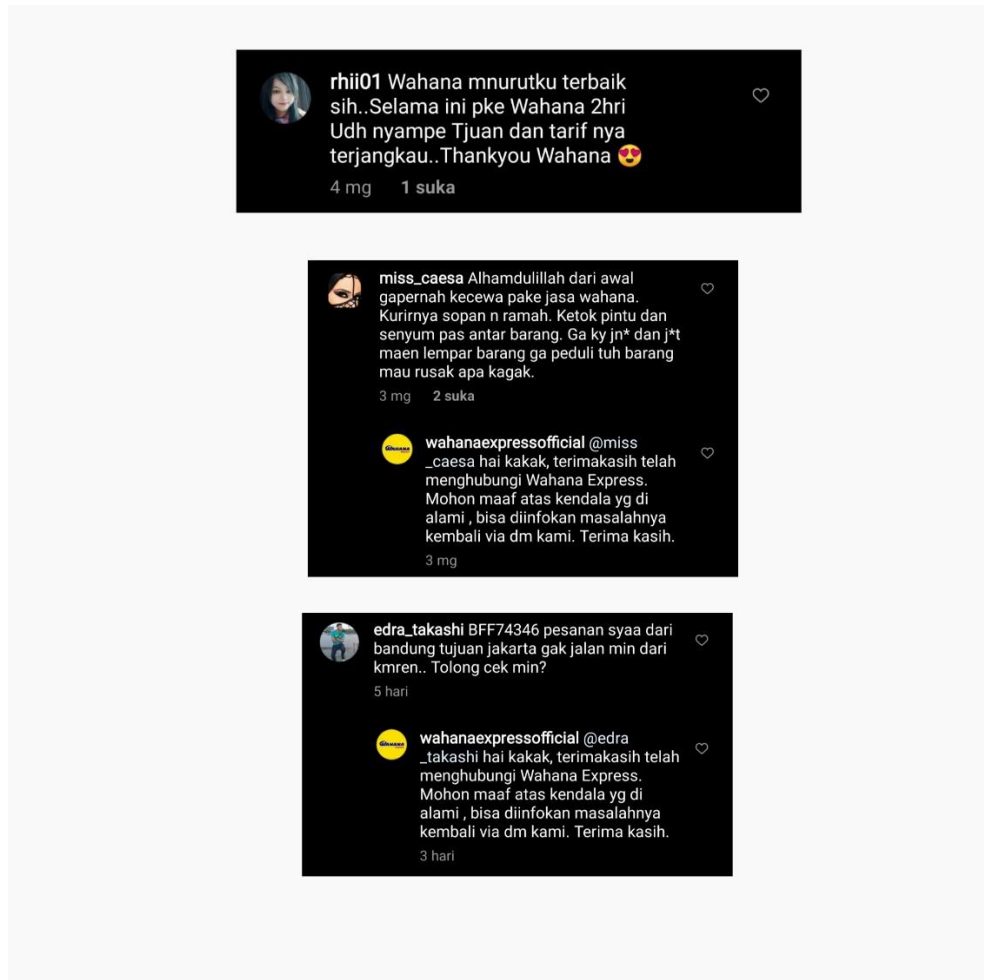 rhii01 Wahana mnurutku terbaik
sih..Selama ini pke Wahana 2hri
Udh nyampe Tjuan dan tarif nya
terjangkau..Thankyou Wahana 😍
4 mg 1 suka
miss_caesa Alhamdulillah dari awal
gapernah kecewa pake jasa wahana.
Kurirnya sopan n ramah. Ketok pintu dan
senyum pas antar barang. Ga ky jn* dan j*t
maen lempar barang ga peduli tuh barang
mau rusak apa kagak.
3 mg 2 suka
WAHANA
wahanaexpressofficial @miss
_caesa hai kakak, terimakasih telah
menghubungi Wahana Express.
Mohon maaf atas kendala yg di
alami , bisa diinfokan masalahnya
kembali via dm kami. Terima kasih.
3 mg
edra_takashi BFF74346 pesanan syaa dari
bandung tujuan jakarta gak jalan min dari
kmren.. Tolong cek min?
5 hari
WAHANA
wahanaexpressofficial @edra
_takashi hai kakak, terimakasih telah
menghubungi Wahana Express.
Mohon maaf atas kendala yg di
alami , bisa diinfokan masalahnya
kembali via dm kami. Terima kasih.
3 hari